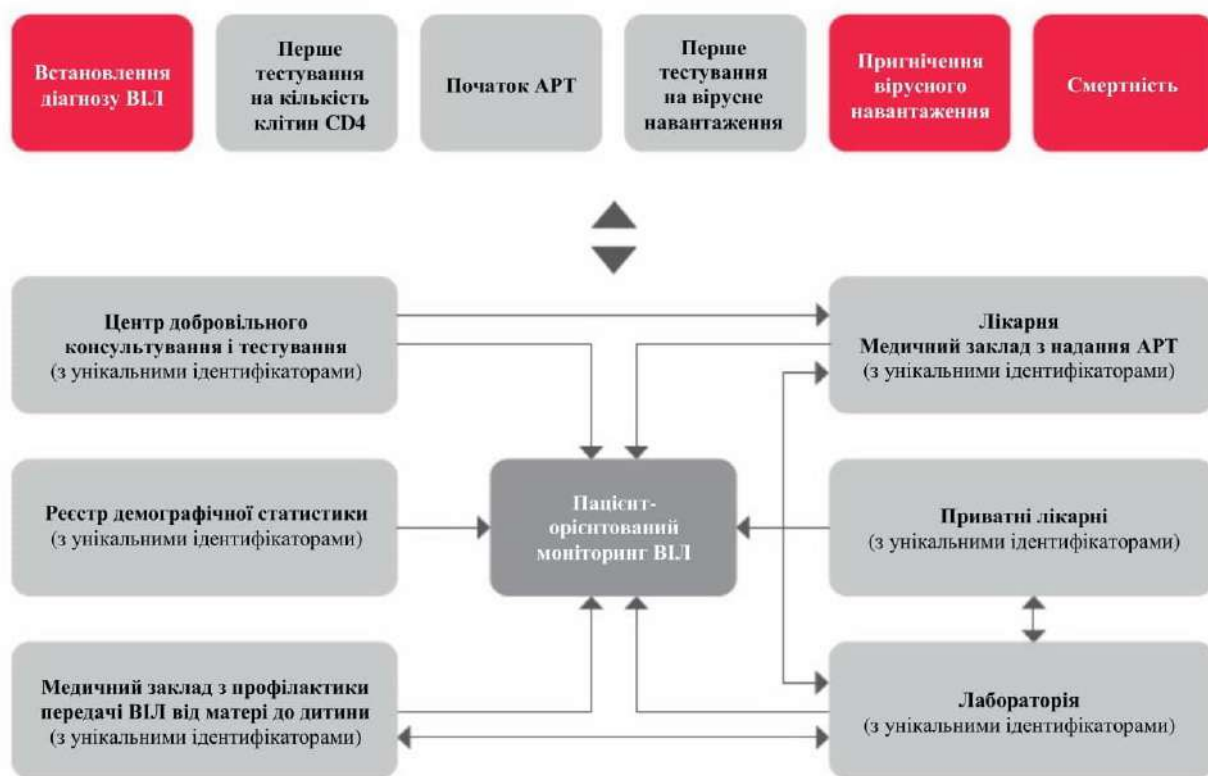 Встановлення
діагнозу ВІЛ
Перше
тестування
на кількість
клітин CD4
Початок АРТ
Перше
тестування
на вірусне
навантаження
Пригнічення
вірусного
навантаження
Смертність
Центр добровільного
консультування і тестування
(з унікальними ідентифікаторами)
Лікарня
Медичний заклад з надання АРТ
(з унікальними ідентифікаторами)
Реєстр демографічної статистики
(з унікальними ідентифікаторами)
Пацієнт-
орієнтований
моніторинг ВІЛ
Приватні лікарні
(з унікальними ідентифікаторами)
Медичний заклад з профілактики
передачі ВІЛ від матері до дитини
(з унікальними ідентифікаторами)
Лабораторія
(з унікальними ідентифікаторами)